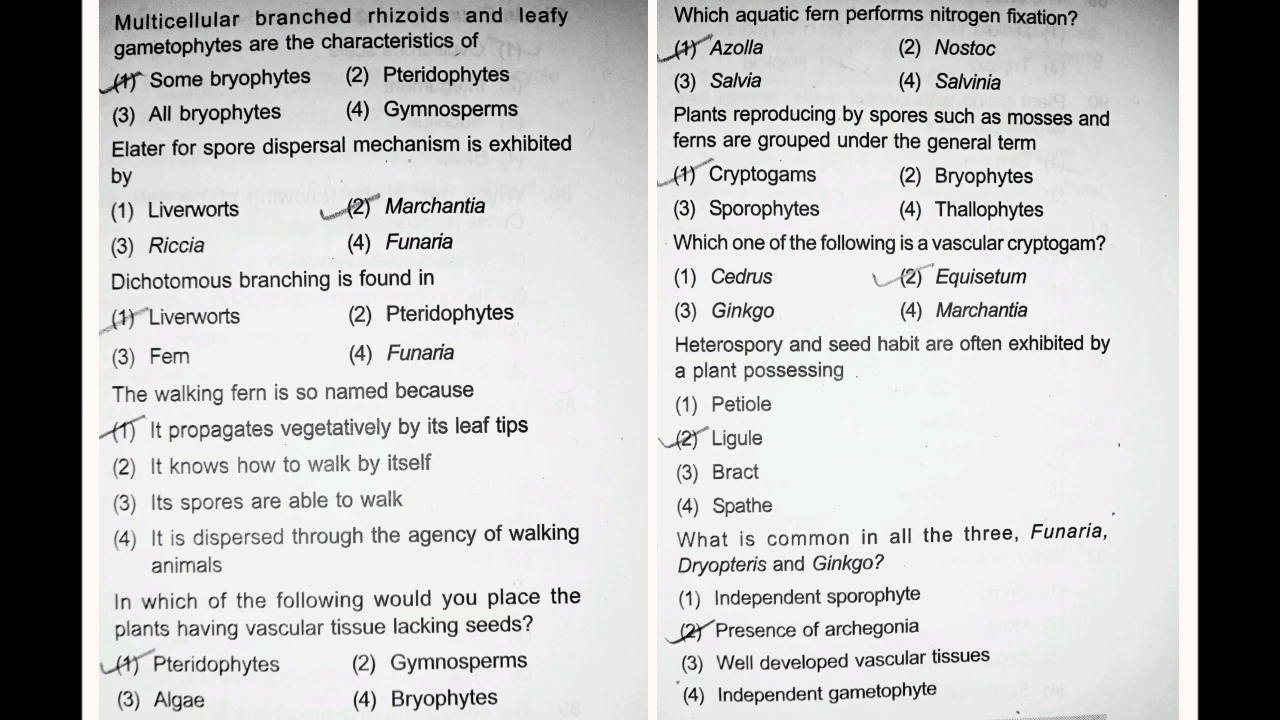 Multicellular branched rhizoids and leafy
gametophytes are the characteristics of
(1) Some bryophytes (2) Pteridophytes
(3) All bryophytes (4) Gymnosperms
Elater for spore dispersal mechanism is exhibited
by
(1) Liverworts (2) Marchantia
(3) Riccia (4) Funaria
Dichotomous branching is found in
(1) Liverworts (2) Pteridophytes
(3) Fern (4) Funaria
The walking fern is so named because
(1) It propagates vegetatively by its leaf tips
(2) It knows how to walk by itself
(3) Its spores are able to walk
(4) It is dispersed through the agency of walking
animals
In which of the following would you place the
plants having vascular tissue lacking seeds?
(1) Pteridophytes (2) Gymnosperms
(3) Algae (4) Bryophytes
Which aquatic fern performs nitrogen fixation?
(1) Azolla (2) Nostoc
(3) Salvia (4) Salvinia
Plants reproducing by spores such as mosses and
ferns are grouped under the general term
(1) Cryptogams (2) Bryophytes
(3) Sporophytes (4) Thallophytes
Which one of the following is a vascular cryptogam?
(1) Cedrus (2) Equisetum
(3) Ginkgo (4) Marchantia
Heterospory and seed habit are often exhibited by
a plant possessing
(1) Petiole
(2) Ligule
(3) Bract
(4) Spathe
What is common in all the three, Funaria,
Dryopteris and Ginkgo?
(1) Independent sporophyte
(2) Presence of archegonia
(3) Well developed vascular tissues
(4) Independent gametophyte